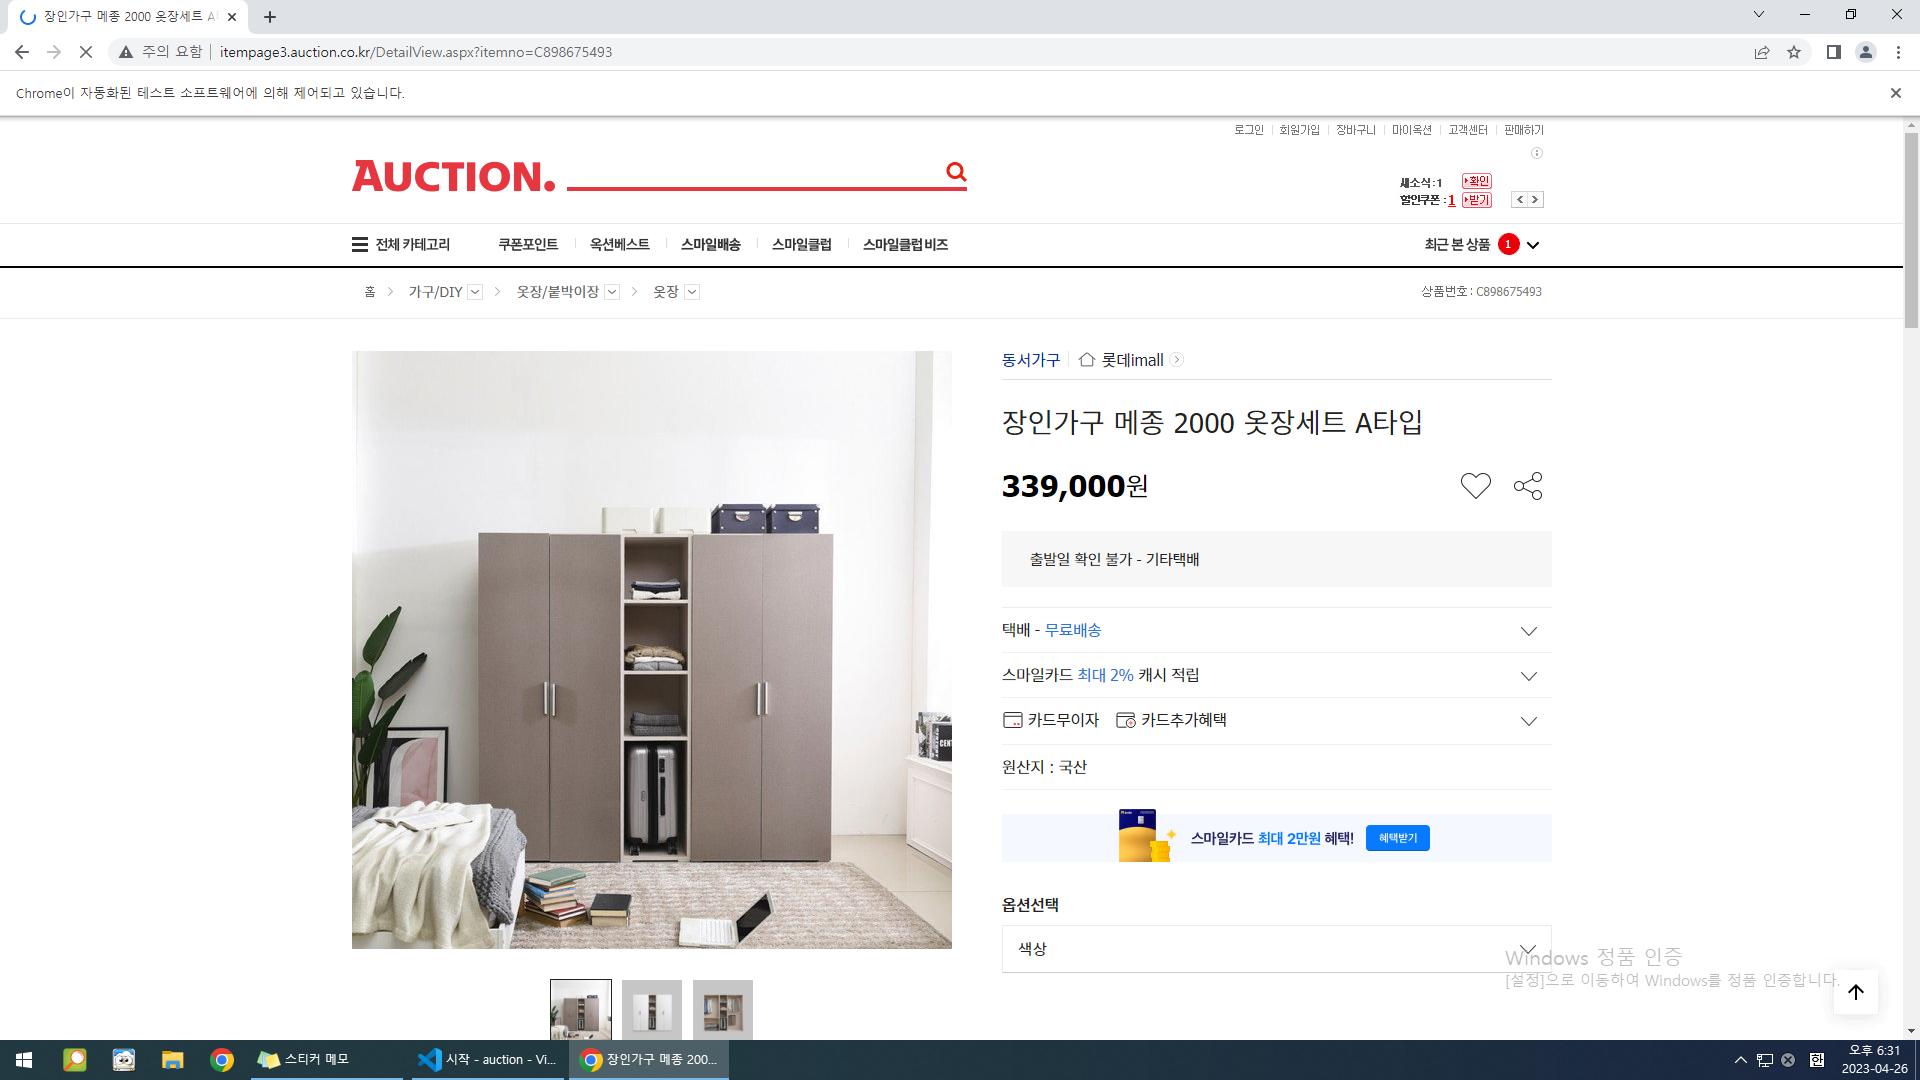 장인가구 메종 2000 옷장세트 A
주의 요함 | itempage3.auction.co.kr/DetailView.aspx?itemno=C898675493
Chrome이 자동화된 테스트 소프트웨어에 의해 제어되고 있습니다.
로그인 회원가입 장바구니 마이옥션 고객센터 판매하기
AUCTION.
새소식:1 확인
할인쿠폰:1 받기
전체 카테고리 쿠폰포인트 옥션베스트 스마일배송 스마일클럽 스마일클럽 비즈 최근 본 상품 1
홈 가구/DIY 옷장/붙박이장 옷장 상품번호 : C898675493
동서가구 롯데imall
장인가구 메종 2000 옷장세트 A타입
339,000원
출발일 확인 불가 - 기타택배
택배 - 무료배송
스마일카드 최대 2% 캐시 적립
카드무이자 카드추가혜택
원산지 : 국산
스마일카드 최대 2만원 혜택! 혜택받기
옵션선택
색상
Windows 정품 인증
[설정]으로 이동하여 Windows를 정품 인증합니다.
스티커 메모 시작 - auction - Vi... 장인가구 메종 200... 한 오후 6:31
2023-04-26